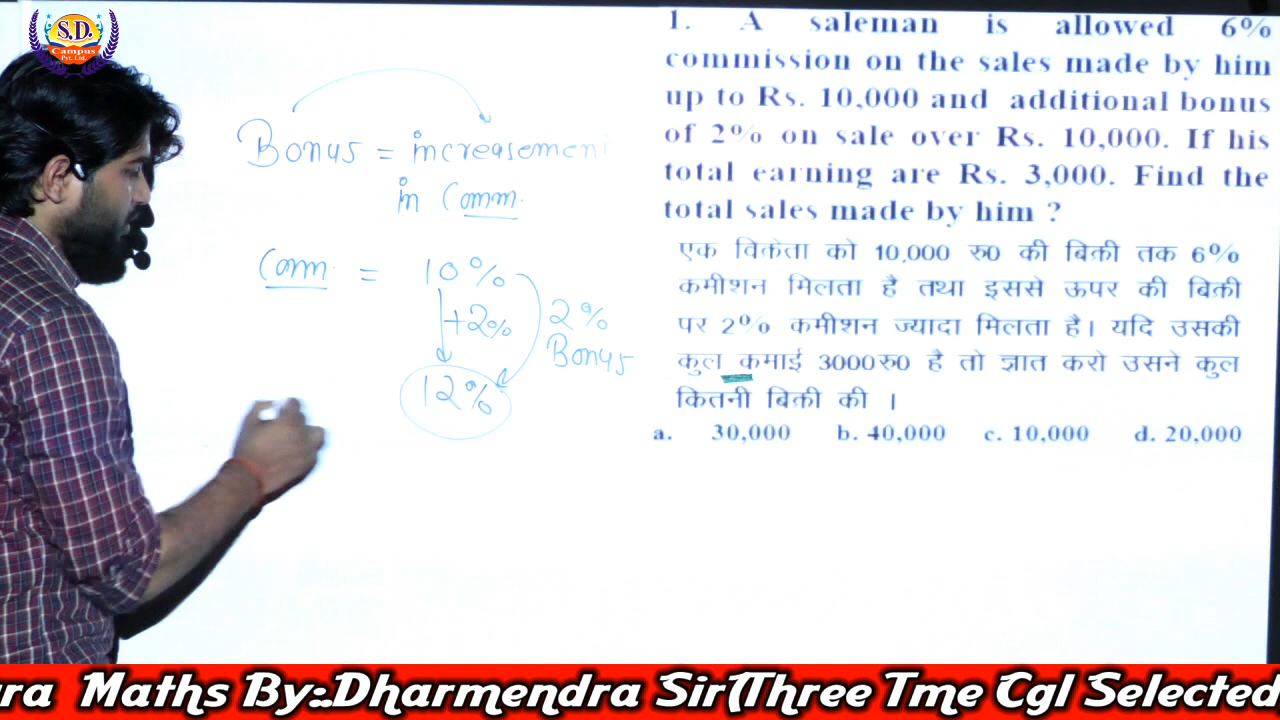 S.D.
Campus
Pvt. Ltd.
Bonus = increasement
in Comm.
Comm. = 10%
+2%
2%
Bonus
12%
1. A saleman is allowed 6%
commission on the sales made by him
up to Rs. 10,000 and additional bonus
of 2% on sale over Rs. 10,000. If his
total earning are Rs. 3,000. Find the
total sales made by him ?
एक विक्रेता को 10,000 रु0 की बिक्री तक 6%
कमीशन मिलता है तथा इससे ऊपर की बिक्री
पर 2% कमीशन ज्यादा मिलता है। यदि उसकी
कुल कमाई 3000रु0 है तो ज्ञात करो उसने कुल
कितनी बिक्री की ।
a. 30,000 b. 40,000 c. 10,000 d. 20,000
ra Maths By:-Dharmendra Sir(Three Tme Cgl Selected